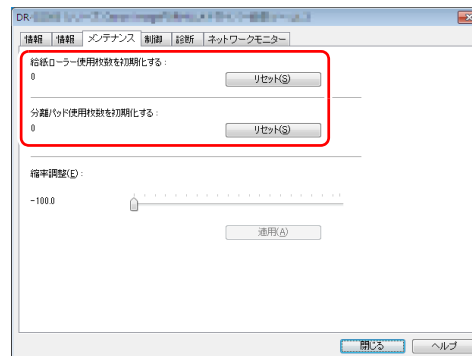 DR-
情報 情報 メンテナンス 制御 診断 ネットワークモニター
給紙ローラー使用枚数を初期化する:
0 リセット(S)
分離パッド使用枚数を初期化する:
0 リセット(S)
縮率調整(E):
-100.0
適用(A)
閉じる ヘルプ